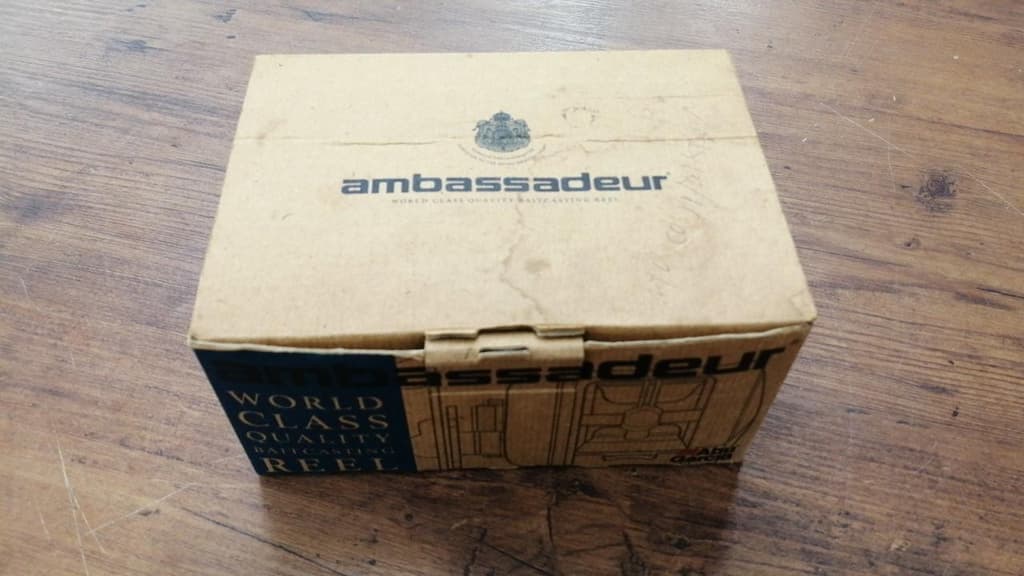 ambassadeur
WORLD CLASS QUALITY BAITCASTING REEL
ambassadeur
WORLD
CLASS
QUALITY
BAITCASTING
REEL
Abu
Garcia